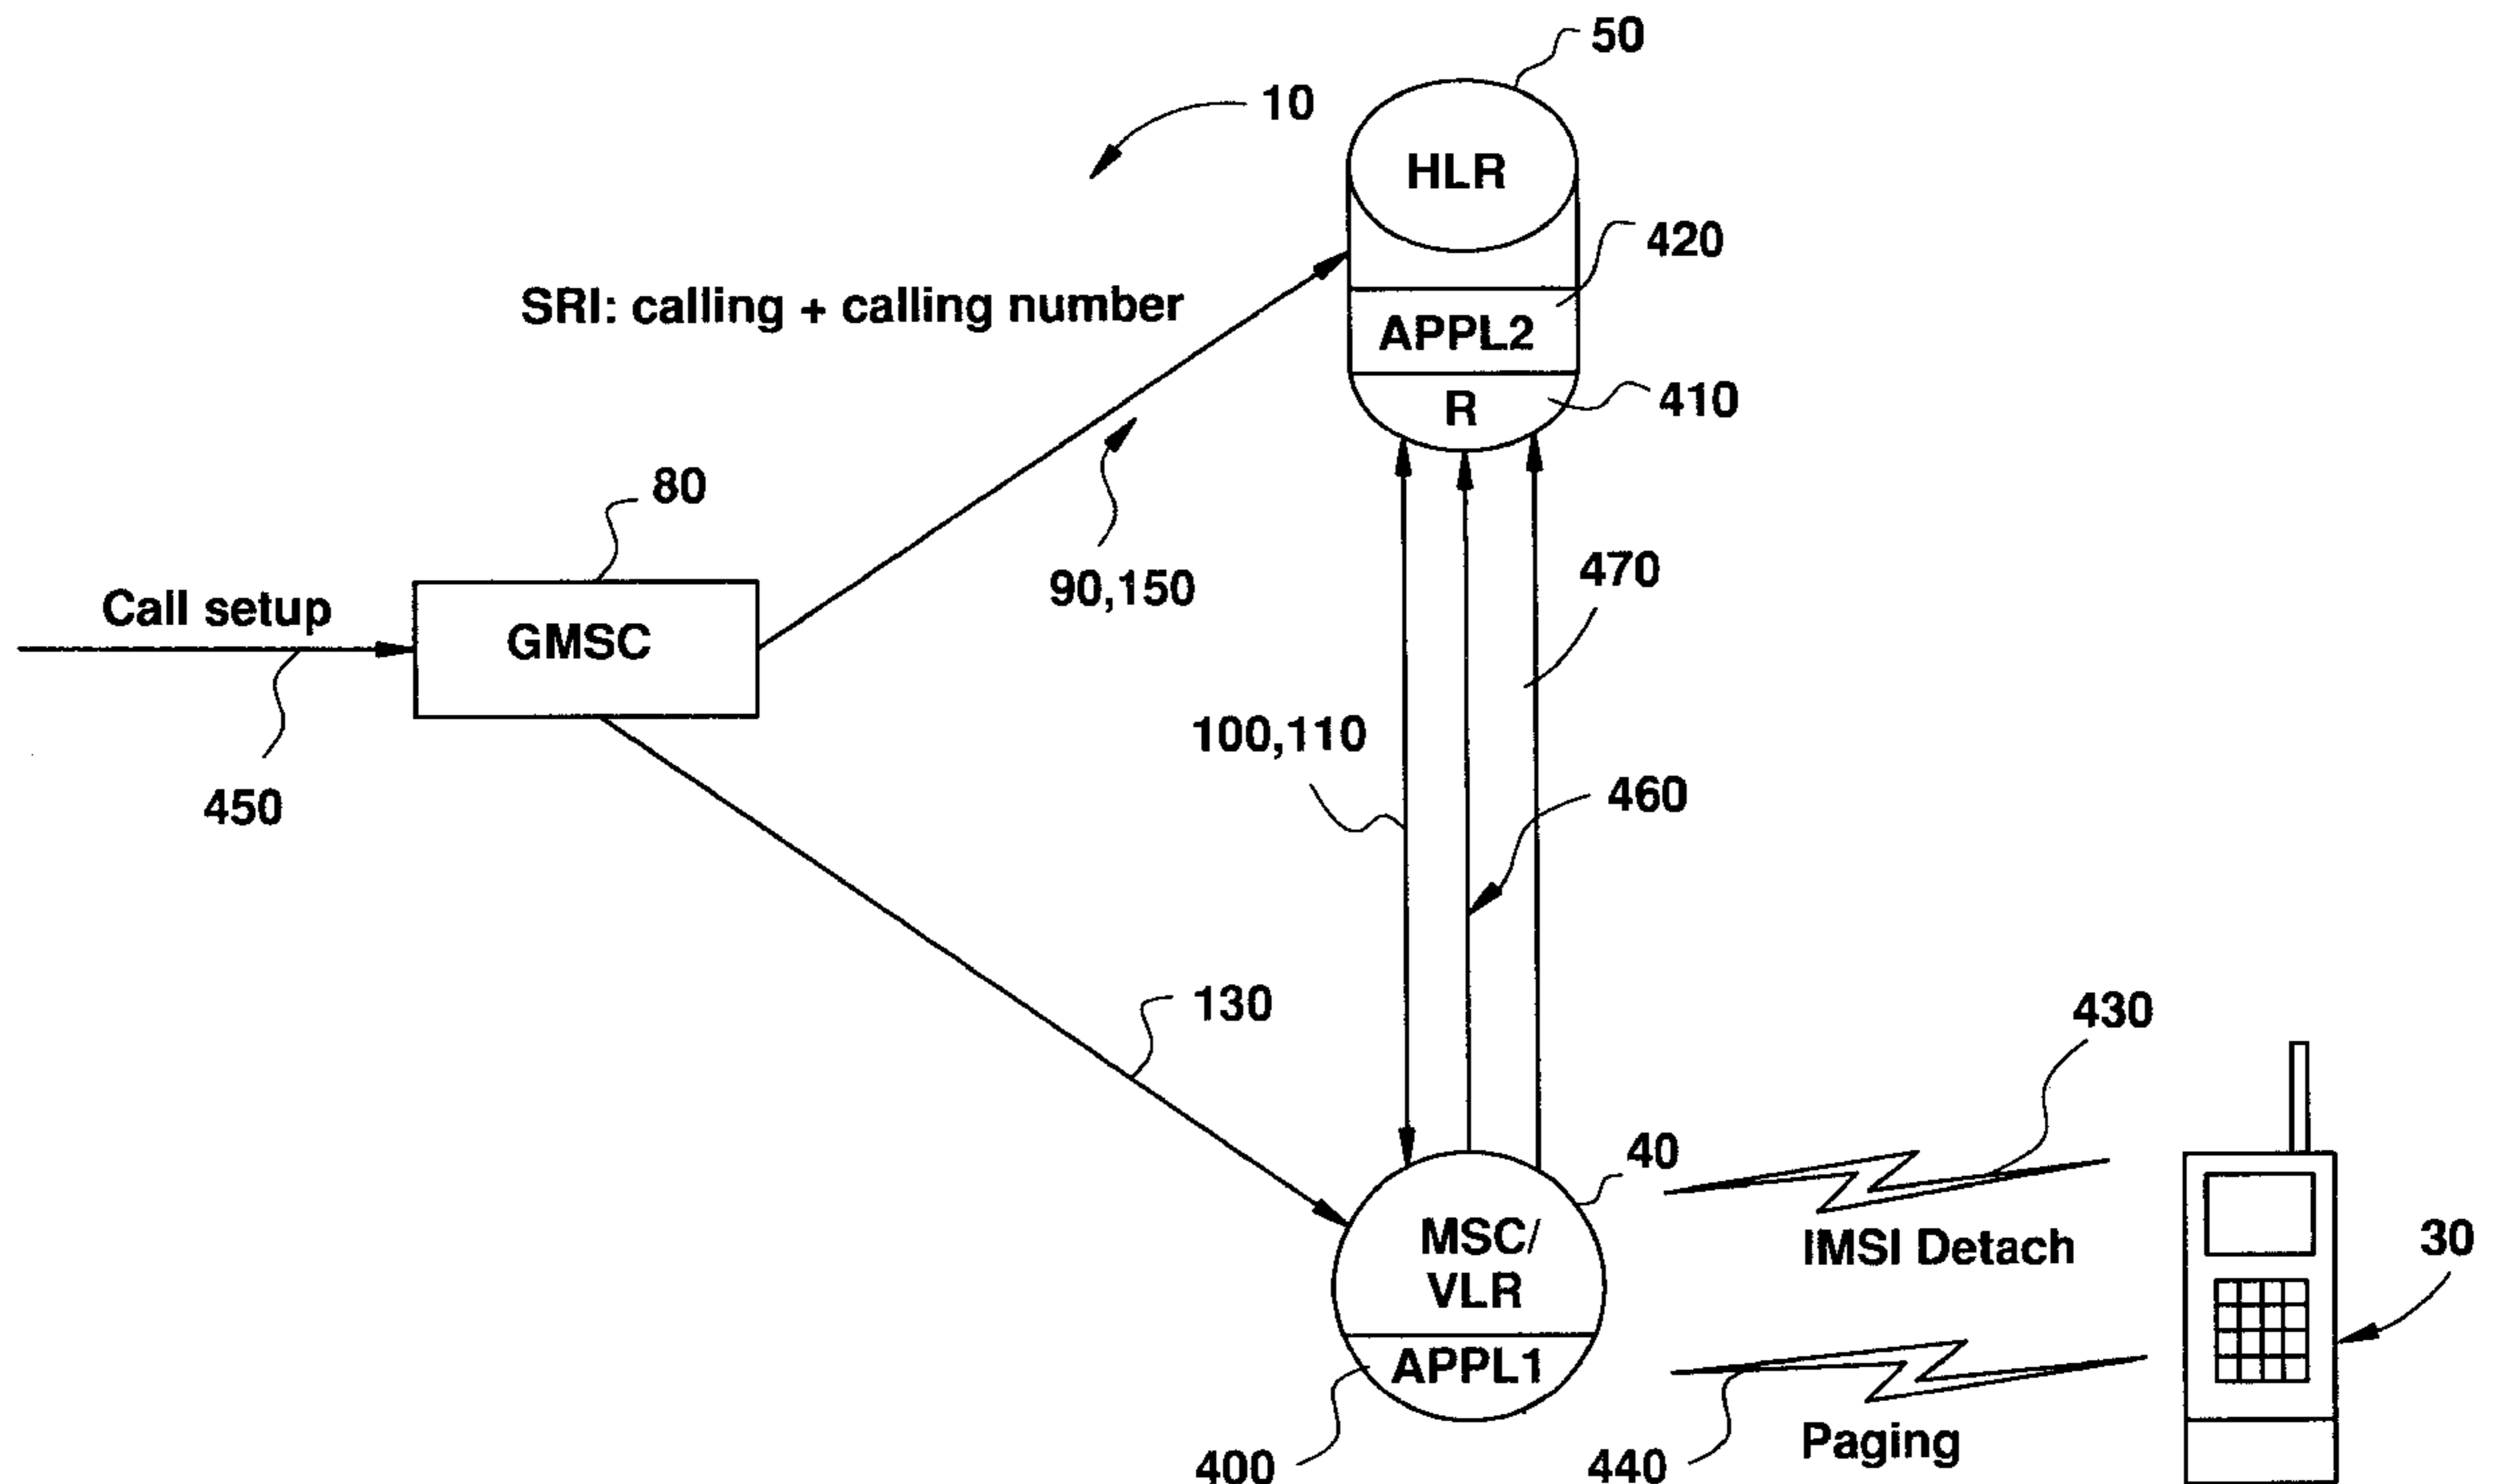 50
10
HLR
420
SRI: calling + calling number
APPL2
410
R
80
470
90,150
Call setup
GMSC
100,110
460
450
130
430
40
MSC/
VLR
IMSI Detach
30
APPL1
Paging
400
440